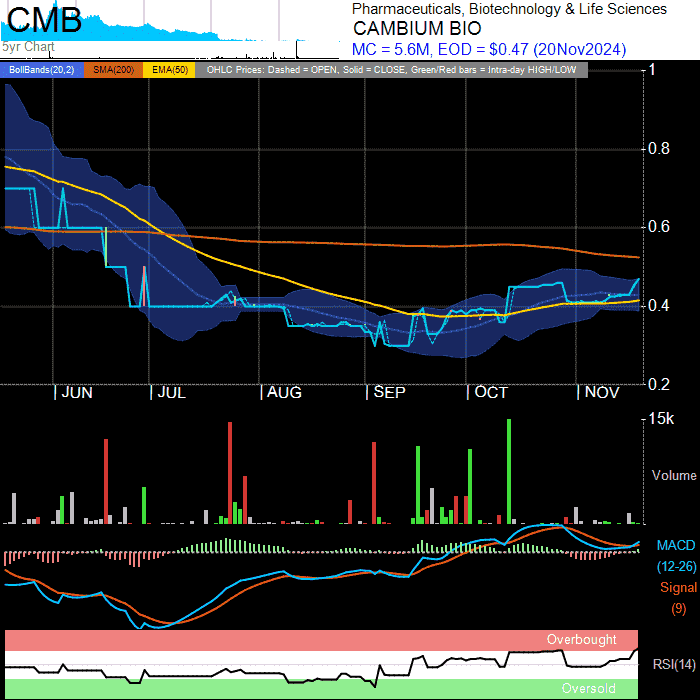 CMB
Pharmaceuticals, Biotechnology & Life Sciences
CAMBIUM BIO
MC = 5.6M, EOD = $0.47 (20Nov2024)
5yr Chart
BollBands(20,2) SMA(200) EMA(50) OHLC Prices: Dashed = OPEN, Solid = CLOSE, Green/Red bars = Intra-day HIGH/LOW
1
0.8
0.6
0.4
0.2
| JUN | JUL | AUG | SEP | OCT | NOV
15k
Volume
MACD
(12-26)
Signal
(9)
Overbought
RSI(14)
Oversold